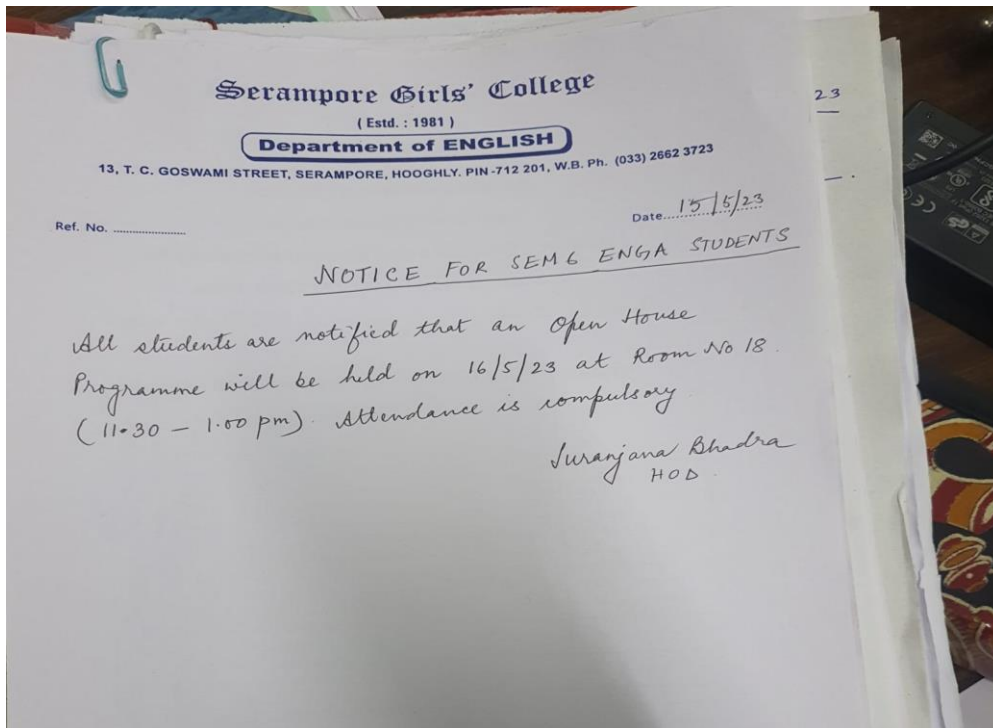 Serampore Girls' College
( Estd. : 1981 )
Department of ENGLISH
13, T. C. GOSWAMI STREET, SERAMPORE, HOOGHLY. PIN-712 201, W.B. Ph. (033) 2662 3723
23
Ref. No. ........................
Date.... 15/5/23
NOTICE FOR SEM 6 ENGA STUDENTS
All students are notified that an Open House
Programme will be held on 16/5/23 at Room No 18.
(11.30 – 1.00 pm). Attendance is compulsory.
Suranjana Bhadra
HOD.